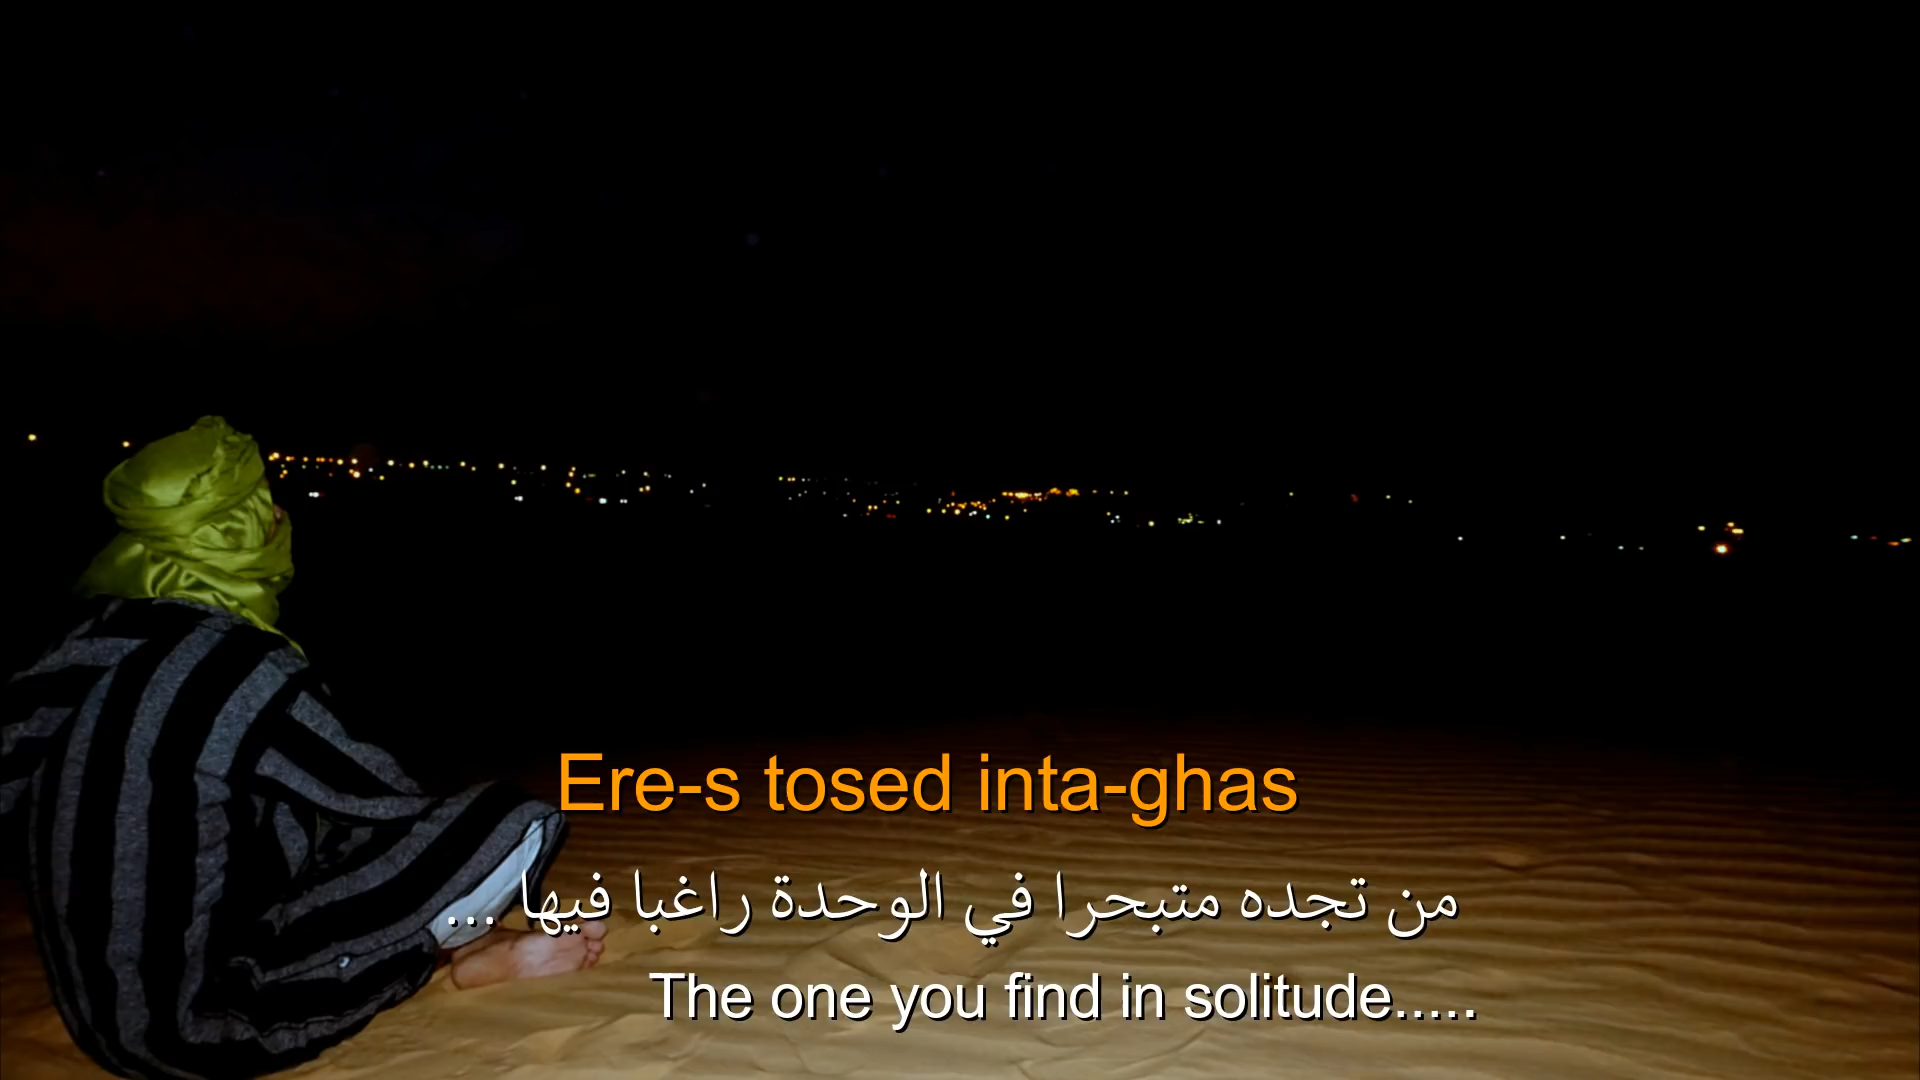 Ere-s tosed inta-ghas
من تجده متبحرا في الوحدة راغبا فيها ...
The one you find in solitude.....